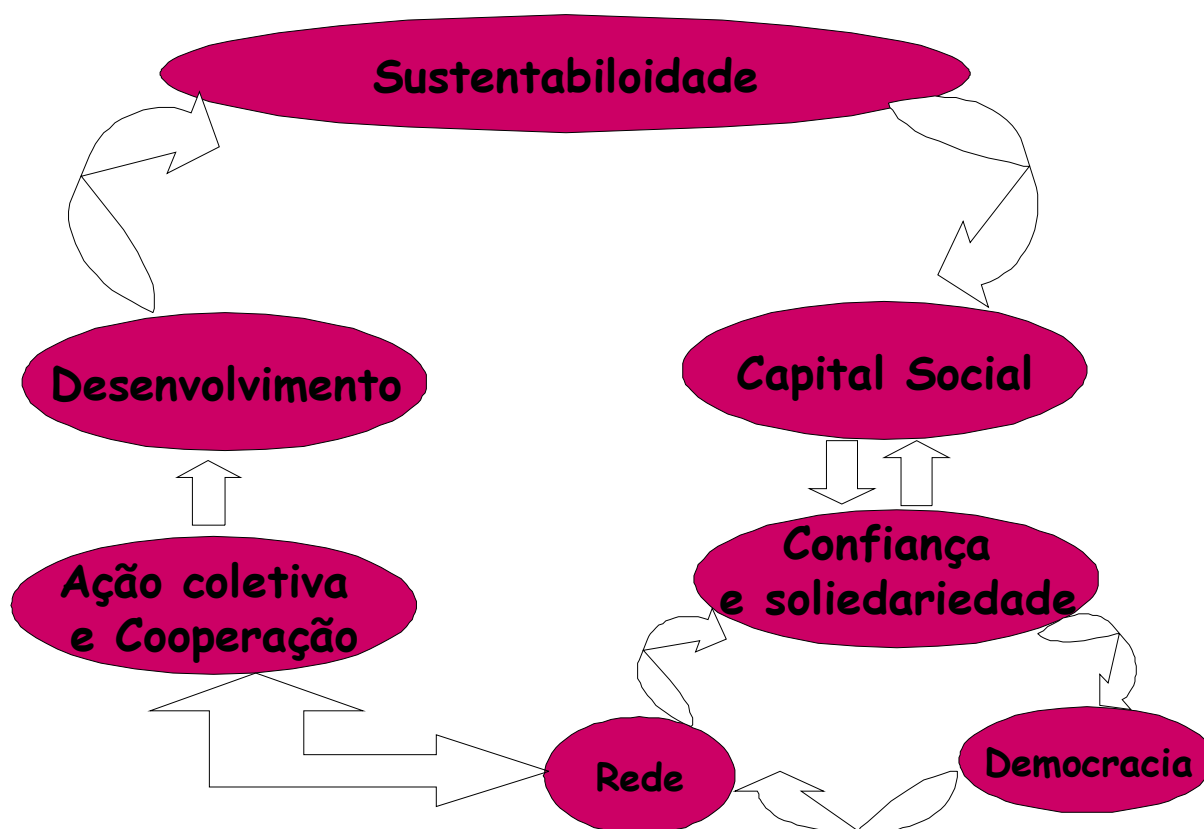 Sustentabiloidade
Desenvolvimento
Capital Social
Ação coletiva
e Cooperação
Confiança
e soliedariedade
Rede
Democracia